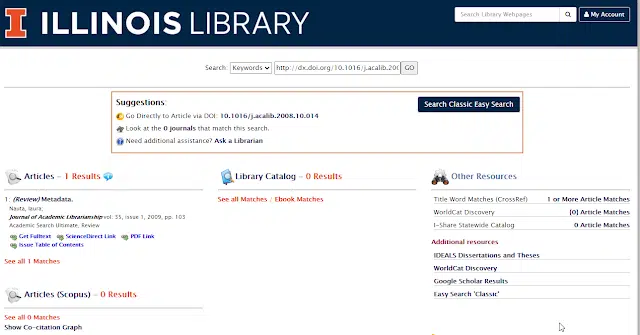 I ILLINOIS LIBRARY
Search Library Webpages
My Account
Search: Keywords http://dx.doi.org/10.1016/j.acalib.200 GO
Suggestions:
Search Classic Easy Search
Go Directly to Article via DOI: 10.1016/j.acalib.2008.10.014
Look at the 0 journals that match this search.
Need additional assistance? Ask a Librarian
Articles - 1 Results
1: (Review) Metadata.
Nauta, laura;
Journal of Academic Librarianship vol: 35, issue 1, 2009, pp. 103
Academic Search Ultimate, Review
Get Fulltext ScienceDirect Link PDF Link
Issue Table of Contents
See all 1 Matches
Articles (Scopus) - 0 Results
See all 0 Matches
Show Co-citation Graph
Library Catalog - 0 Results
See all Matches / Ebook Matches
Other Resources
Title Word Matches (CrossRef) 1 or More Article Matches
WorldCat Discovery [0] Article Matches
I-Share Statewide Catalog 0 Article Matches
Additional resources
IDEALS Dissertations and Theses
WorldCat Discovery
Google Scholar Results
Easy Search 'Classic'